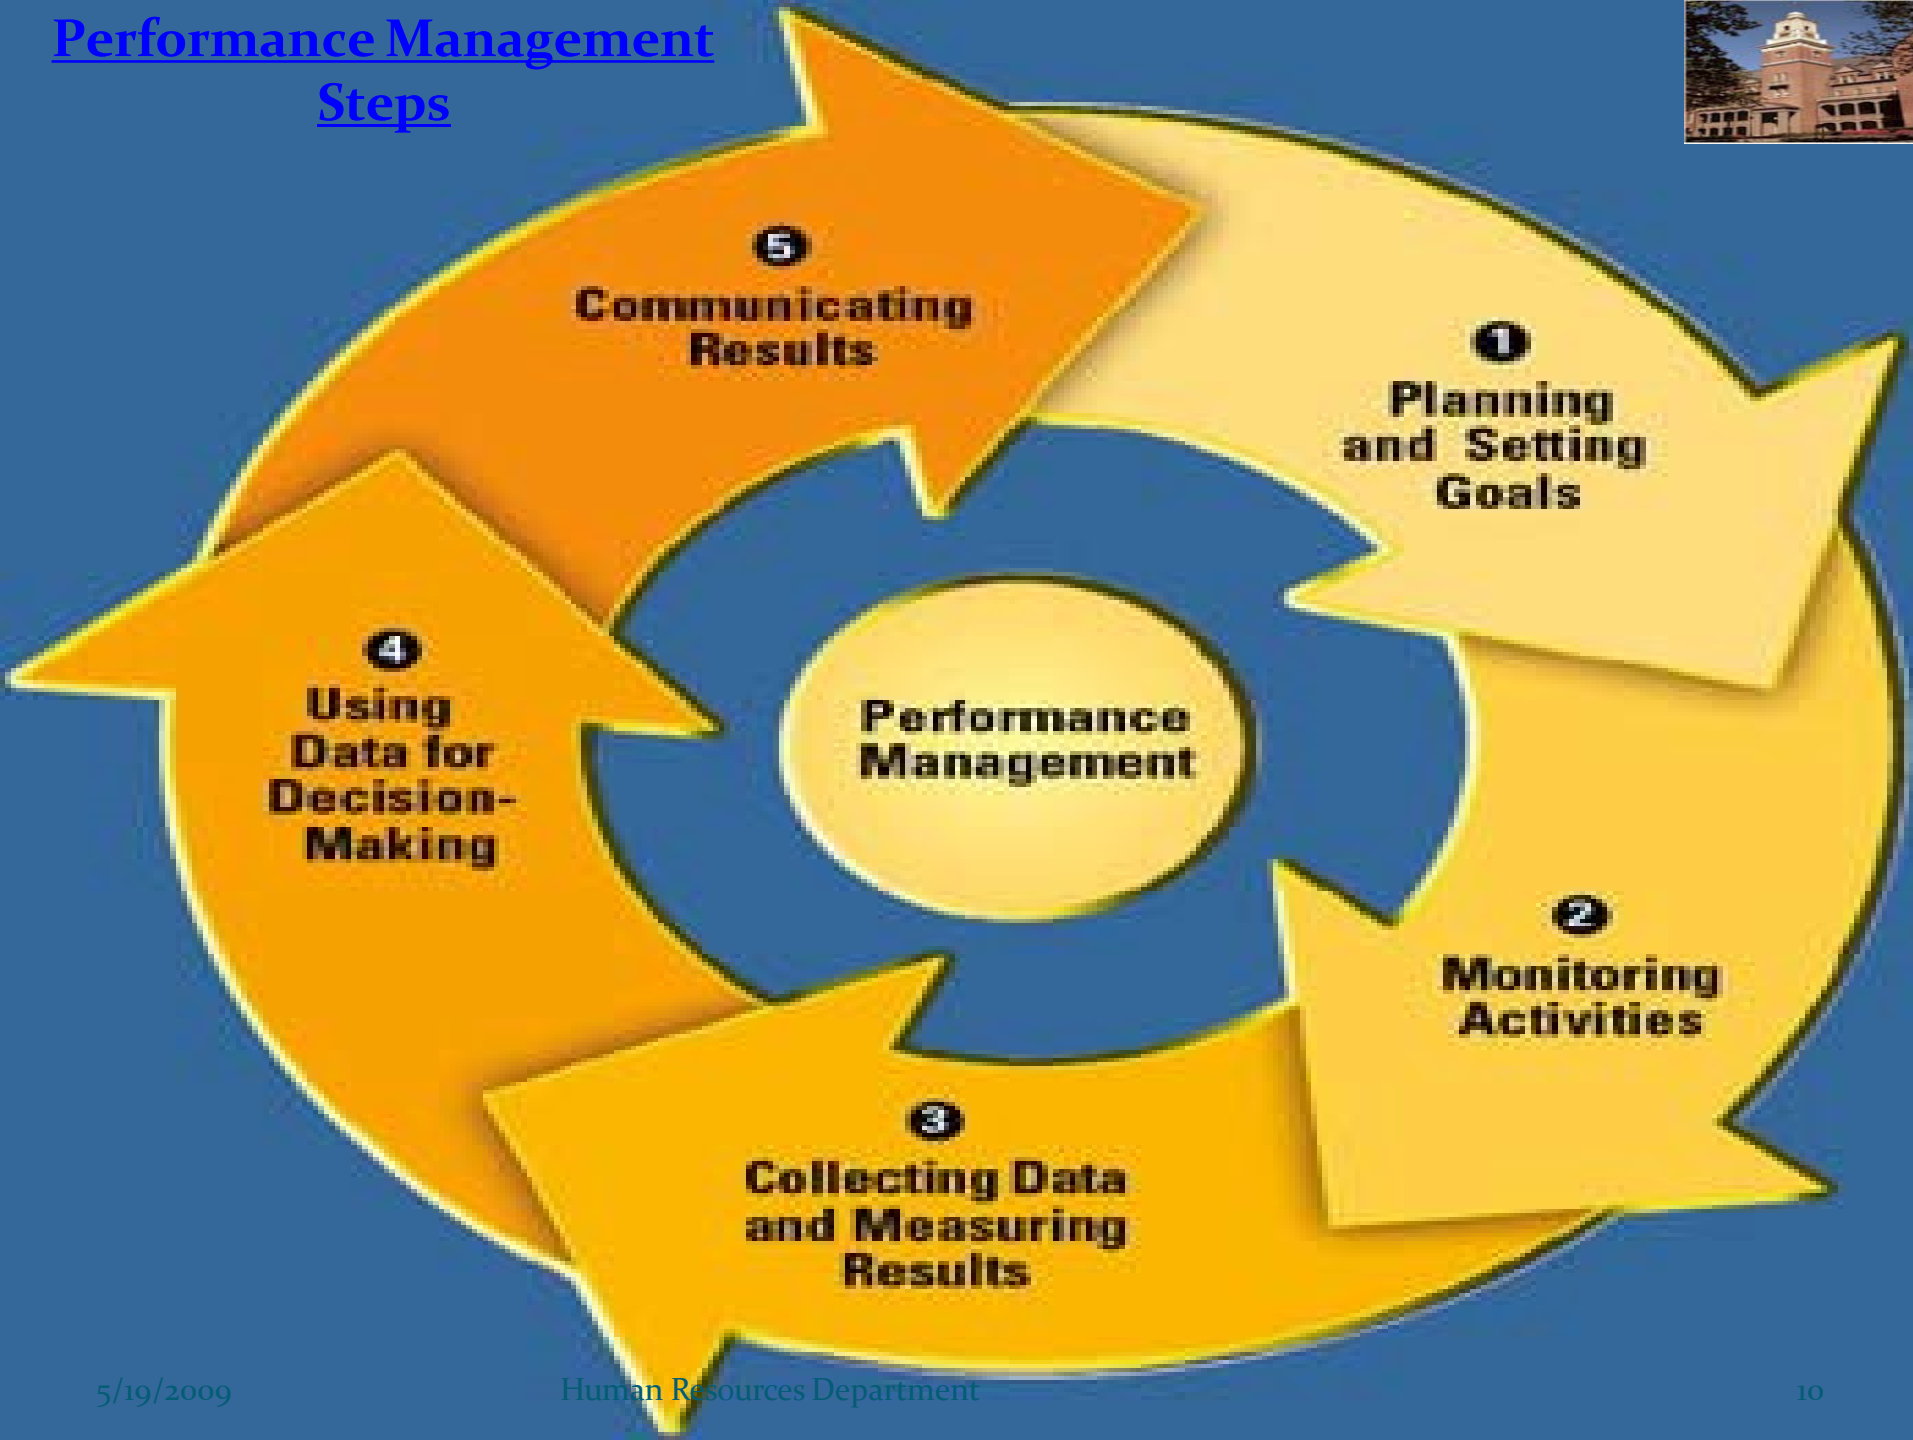 Performance Management
Steps
5
Communicating
Results
1
Planning
and Setting
Goals
4
Using
Data for
Decision-
Making
Performance
Management
2
Monitoring
Activities
3
Collecting Data
and Measuring
Results
5/19/2009
Human Resources Department
10